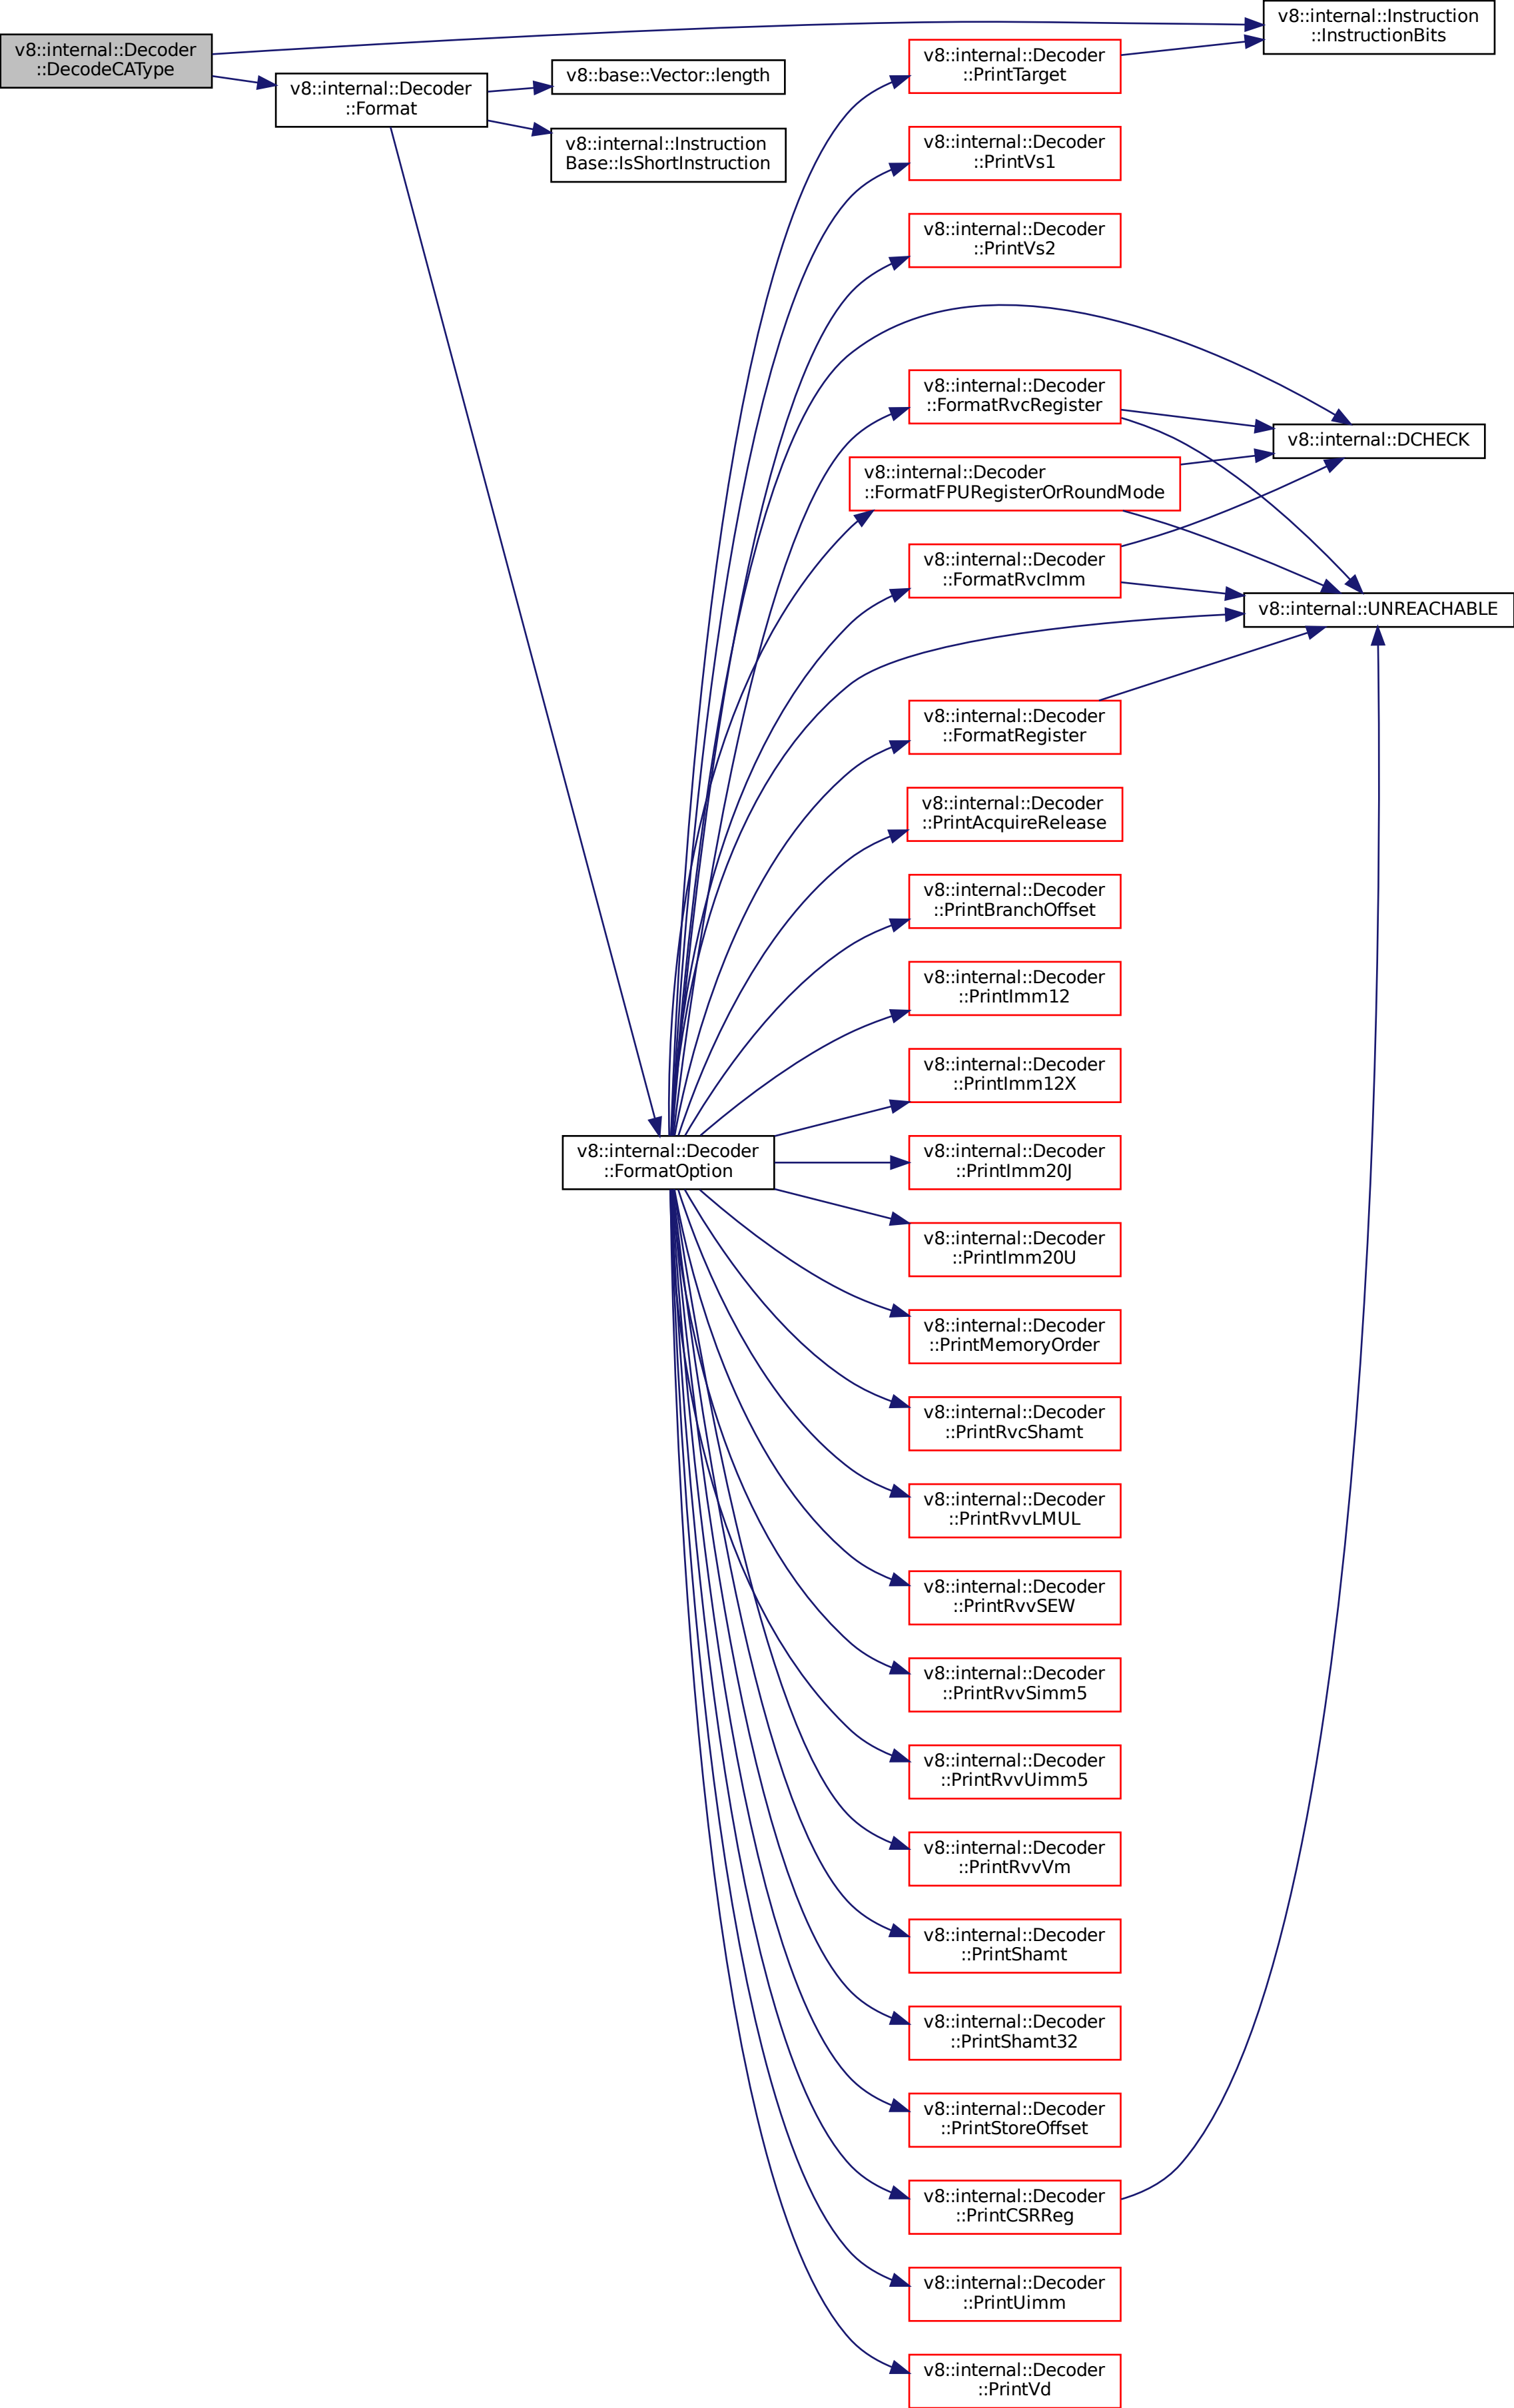 v8::internal::Decoder
::DecodeCAType
v8::internal::Decoder
::Format
v8::base::Vector::length
v8::internal::Instruction
Base::IsShortInstruction
v8::internal::Instruction
::InstructionBits
v8::internal::Decoder
::PrintTarget
v8::internal::Decoder
::PrintVs1
v8::internal::Decoder
::PrintVs2
v8::internal::Decoder
::FormatRvcRegister
v8::internal::DCHECK
v8::internal::Decoder
::FormatFPURegisterOrRoundMode
v8::internal::Decoder
::FormatRvcImm
v8::internal::UNREACHABLE
v8::internal::Decoder
::FormatRegister
v8::internal::Decoder
::PrintAcquireRelease
v8::internal::Decoder
::PrintBranchOffset
v8::internal::Decoder
::PrintImm12
v8::internal::Decoder
::PrintImm12X
v8::internal::Decoder
::FormatOption
v8::internal::Decoder
::PrintImm20J
v8::internal::Decoder
::PrintImm20U
v8::internal::Decoder
::PrintMemoryOrder
v8::internal::Decoder
::PrintRvcShamt
v8::internal::Decoder
::PrintRvvLMUL
v8::internal::Decoder
::PrintRvvSEW
v8::internal::Decoder
::PrintRvvSimm5
v8::internal::Decoder
::PrintRvvUimm5
v8::internal::Decoder
::PrintRvvVm
v8::internal::Decoder
::PrintShamt
v8::internal::Decoder
::PrintShamt32
v8::internal::Decoder
::PrintStoreOffset
v8::internal::Decoder
::PrintCSRReg
v8::internal::Decoder
::PrintUimm
v8::internal::Decoder
::PrintVd